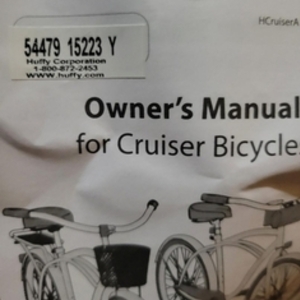 HCruiserA
54479 15223 Y
Huffy Corporation
1-800-872-2453
www.huffy.com
Owner's Manual
for Cruiser Bicycle